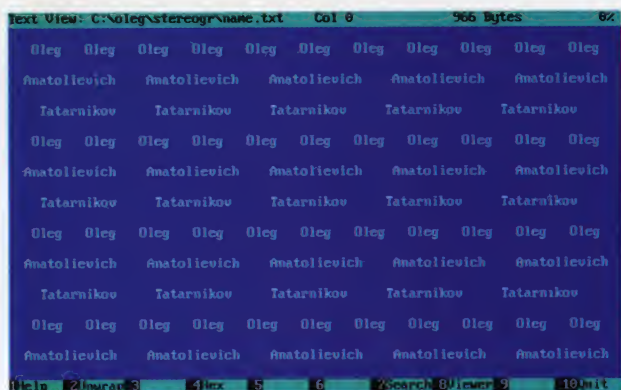 Text View: C:\oleg\stereogr\name.txt Col 0 966 Bytes 0%
Oleg Oleg Oleg Oleg Oleg Oleg Oleg Oleg Oleg Oleg Oleg
Anatolievich Anatolievich Anatolievich Anatolievich Anatolievich
Tatarnikov Tatarnikov Tatarnikov Tatarnikov Tatarnikov
Oleg Oleg Oleg Oleg Oleg Oleg Oleg Oleg Oleg Oleg Oleg
Anatolievich Anatolievich Anatolievich Anatolievich Anatolievich
Tatarnikov Tatarnikov Tatarnikov Tatarnikov Tatarnikov
Oleg Oleg Oleg Oleg Oleg Oleg Oleg Oleg Oleg Oleg Oleg
Anatolievich Anatolievich Anatolievich Anatolievich Anatolievich
Tatarnikov Tatarnikov Tatarnikov Tatarnikov Tatarnikov
Oleg Oleg Oleg Oleg Oleg Oleg Oleg Oleg Oleg Oleg Oleg
Anatolievich Anatolievich Anatolievich Anatolievich Anatolievich
1Help 2Unwrap 3 4Hex 5 6 7Search 8Viewer 9 10Quit